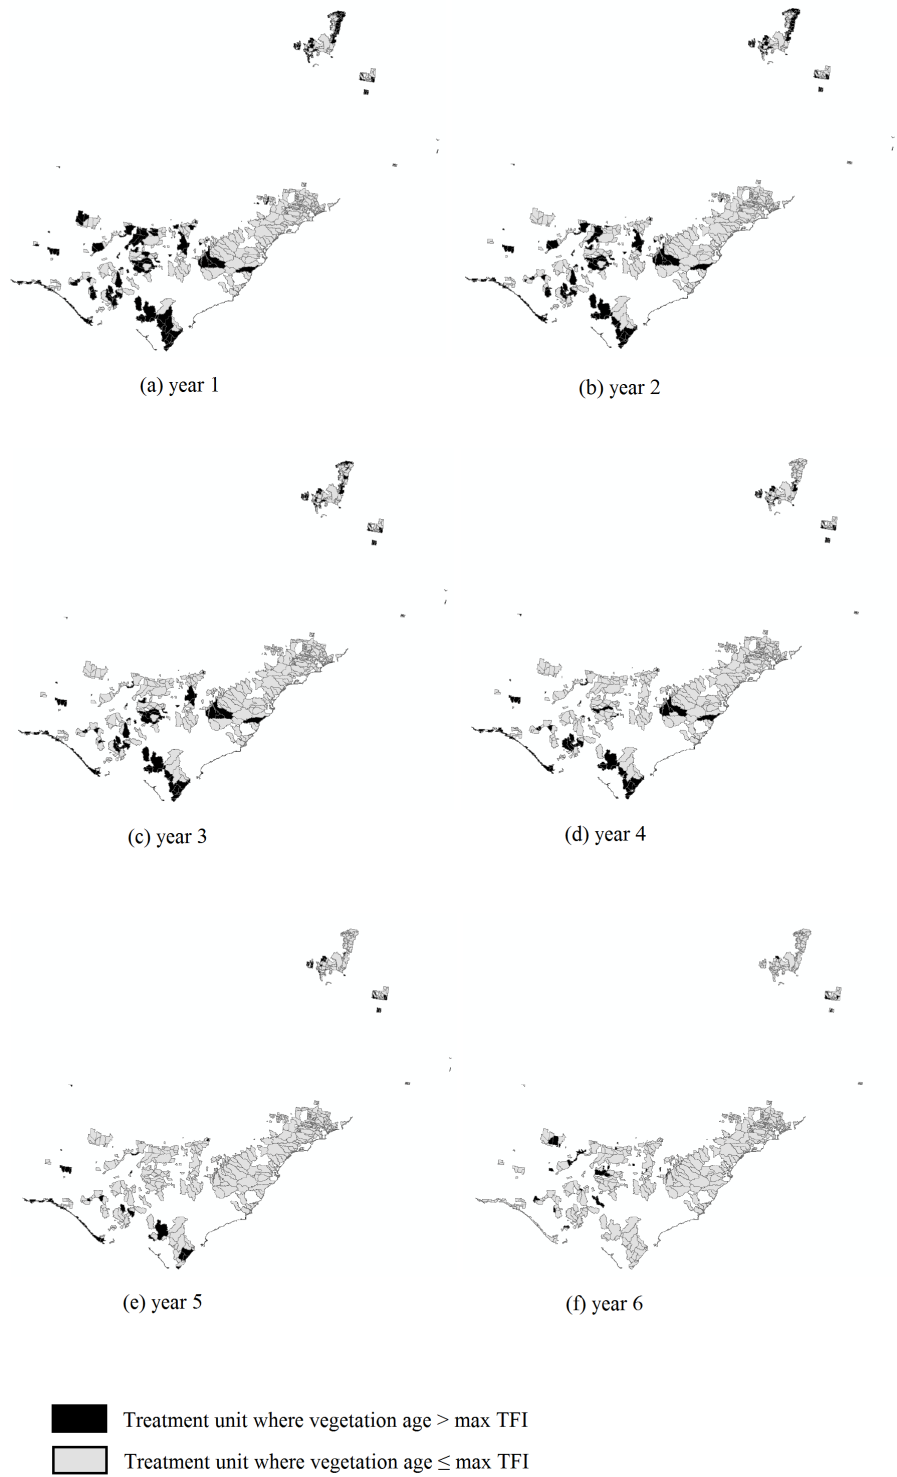 (a) year 1
(b) year 2
(c) year 3
(d) year 4
(e) year 5
(f) year 6
Treatment unit where vegetation age > max TFI
Treatment unit where vegetation age ≤ max TFI